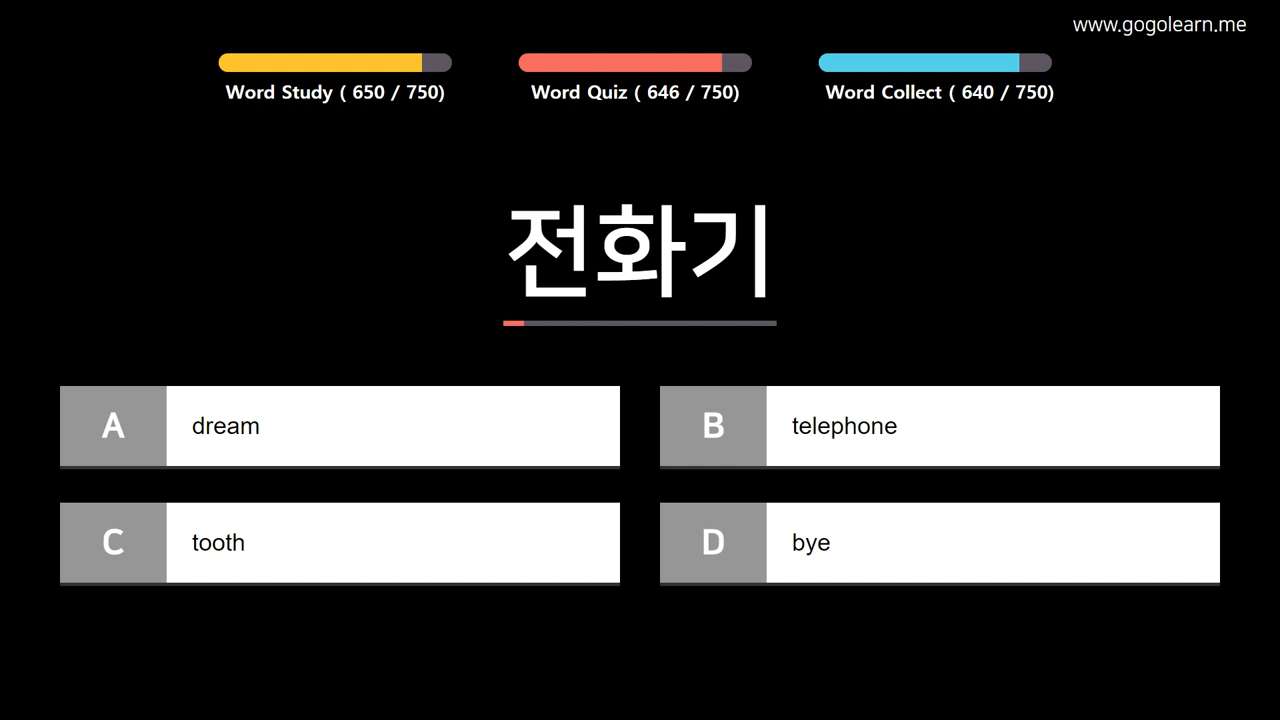 www.gogolearn.me
Word Study ( 650 / 750)
Word Quiz ( 646 / 750)
Word Collect ( 640 / 750)
전화기
A dream
B telephone
C tooth
D bye